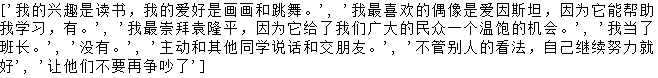 ['我的兴趣是读书，我的爱好是画画和跳舞。', '我最喜欢的偶像是爱因斯坦，因为它能帮助
我学习，有。', '我最崇拜袁隆平，因为它给了我们广大的民众一个温饱的机会。', '我当了
班长。', '没有。', '主动和其他同学说话和交朋友。', '不管别人的看法，自己继续努力就
好', '让他们不要再争吵了']